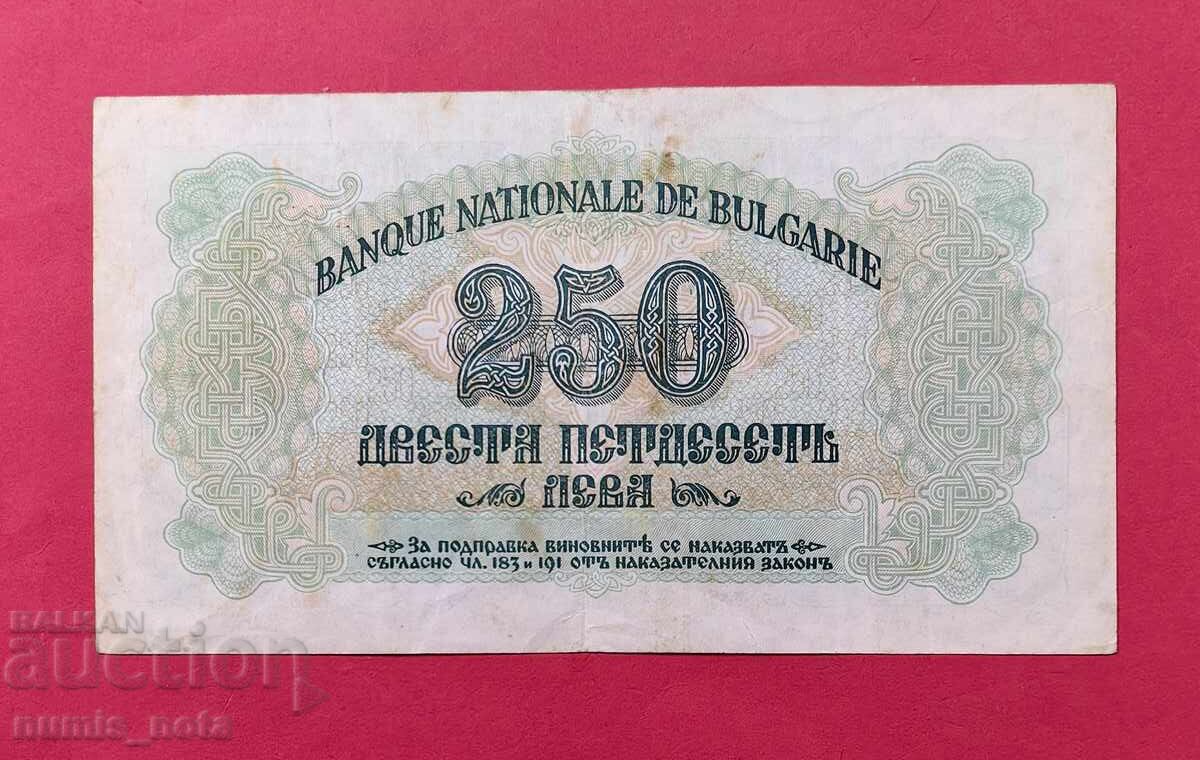 BANQUE NATIONALE DE BULGARIE
250
ДВЕСТА ПЕТДЕСЕТЬ
ЛЕВА
За подправка виновнитѣ се наказватъ
съгласно чл. 183 и 191 отъ наказателния законъ
BALKAN
auction
numis_nota